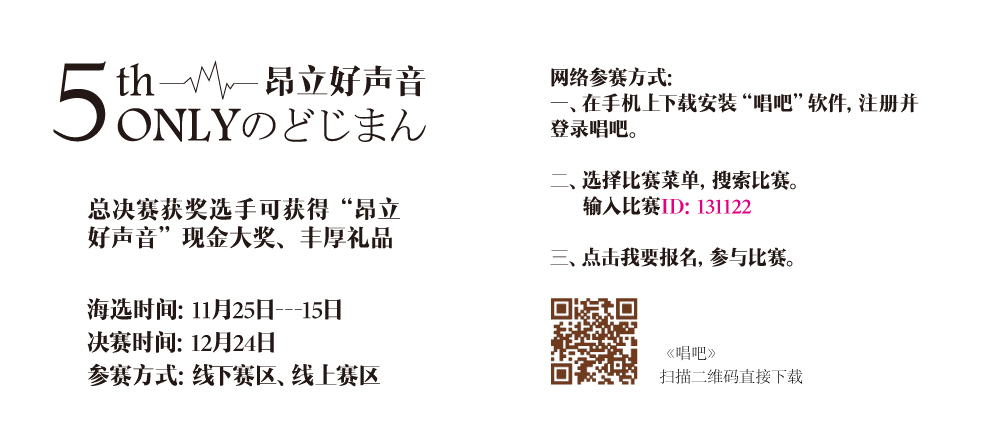 5th 昂立好声音
ONLYのどじまん
总决赛获奖选手可获得“昂立
好声音”现金大奖、丰厚礼品
海选时间: 11月25日---15日
决赛时间: 12月24日
参赛方式: 线下赛区、线上赛区
网络参赛方式:
一、在手机上下载安装“唱吧”软件, 注册并
登录唱吧。
二、选择比赛菜单, 搜索比赛。
输入比赛ID: 131122
三、点击我要报名, 参与比赛。
《唱吧》
扫描二维码直接下载